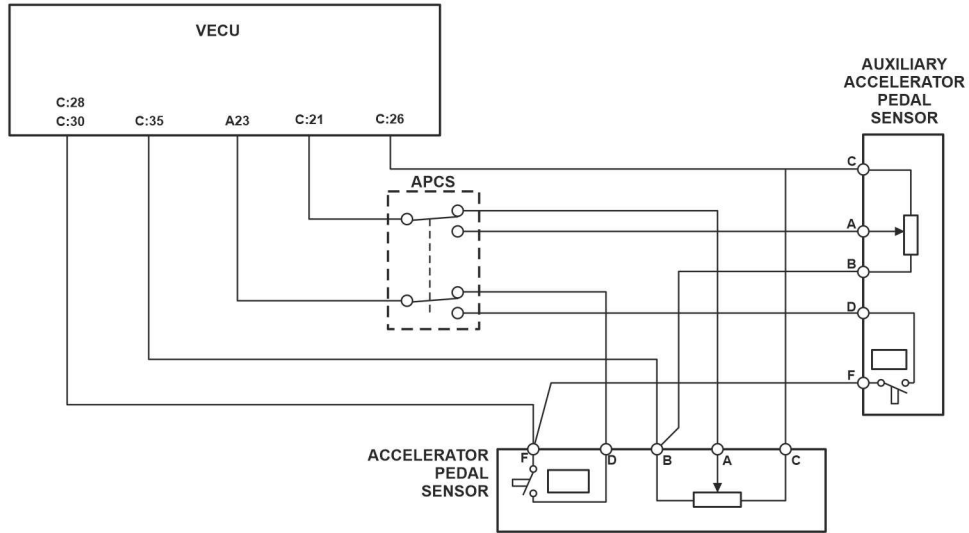 VECU
C:28
C:30
C:35
A23
C:21
C:26
APCS
AUXILIARY
ACCELERATOR
PEDAL
SENSOR
C
A
B
D
F
ACCELERATOR
PEDAL
SENSOR
F
D
B
A
C